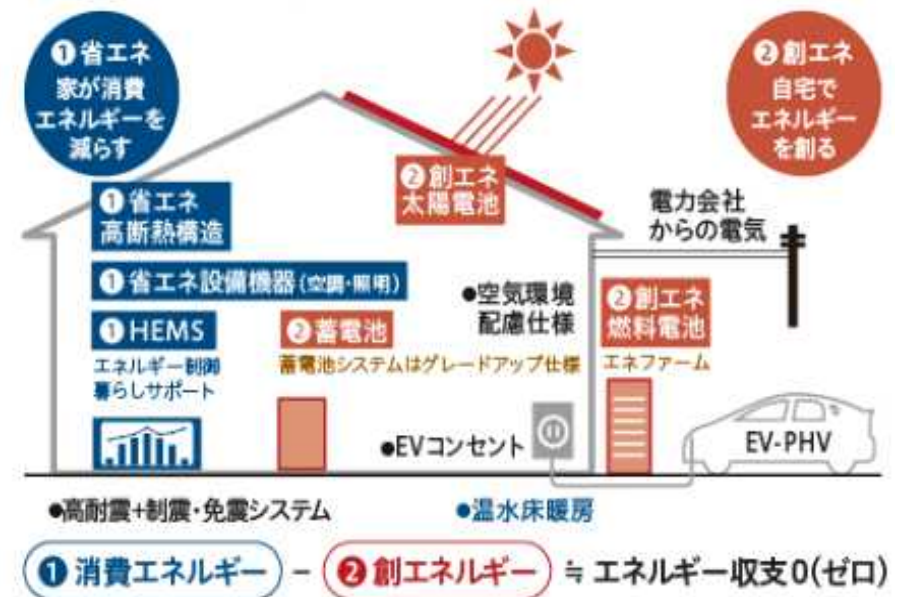 ❶省エネ
家が消費
エネルギーを
減らす
❷創エネ
自宅で
エネルギー
を創る
❶省エネ
高断熱構造
❷創エネ
太陽電池
電力会社
からの電気
❶省エネ設備機器(空調・照明)
●空気環境
配慮仕様
❷創エネ
燃料電池
エネファーム
❶HEMS
エネルギー制御
暮らしサポート
❷蓄電池
蓄電池システムはグレードアップ仕様
●EVコンセント
EV-PHV
●高耐震+制震・免震システム
●温水床暖房
❶消費エネルギー − ❷創エネルギー ≒ エネルギー収支0(ゼロ)